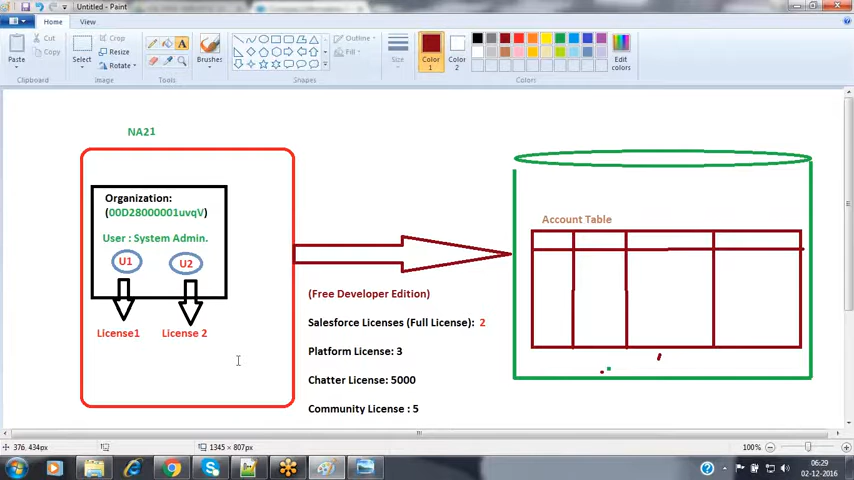 Untitled - Paint
Home
View
Paste
Cut
Copy
Clipboard
Select
Crop
Resize
Rotate
Image
Tools
Brushes
Shapes
Outline
Fill
Size
Color 1
Color 2
Edit colors
Colors
NA21
Organization:
(00D28000001uvqV)
User : System Admin.
U1
U2
License1
License 2
(Free Developer Edition)
Salesforce Licenses (Full License): 2
Platform License: 3
Chatter License: 5000
Community License : 5
Account Table
376, 434px
1345 × 807px
100%
06:29
02-12-2016